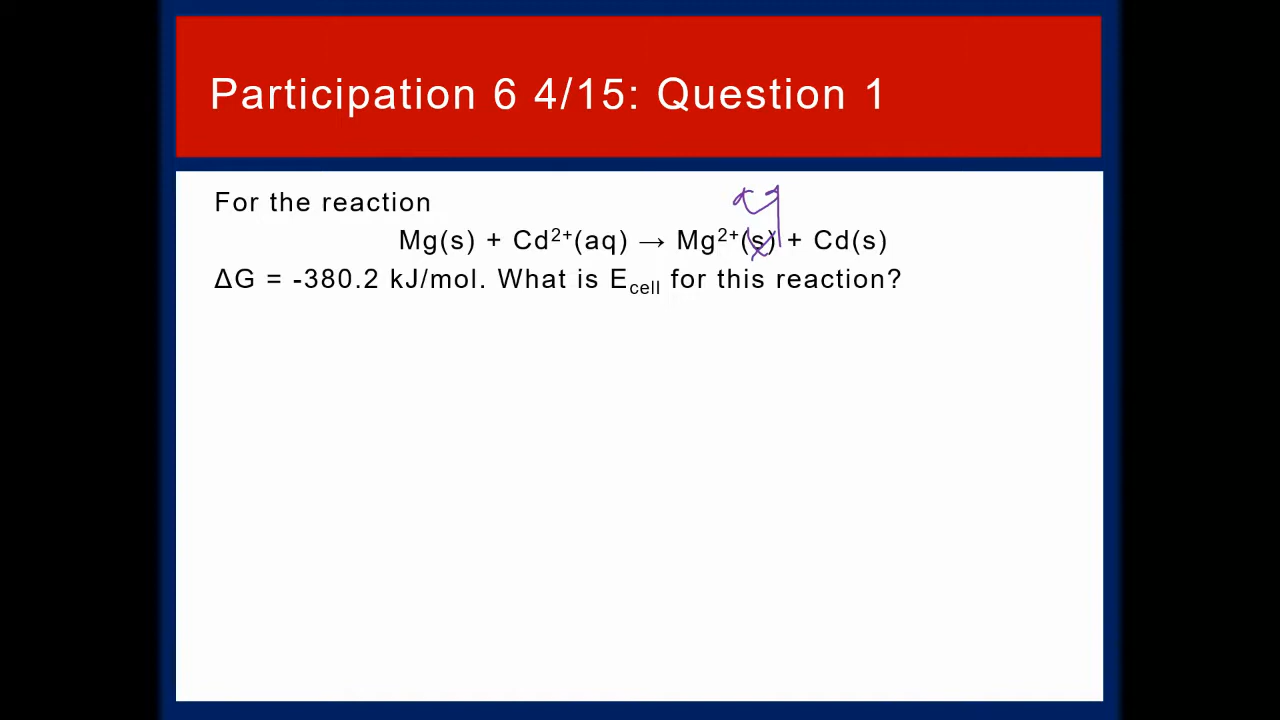 Participation 6 4/15: Question 1
For the reaction
aq
Mg(s) + Cd²⁺(aq) → Mg²⁺(s) + Cd(s)
ΔG = -380.2 kJ/mol. What is E_cell for this reaction?